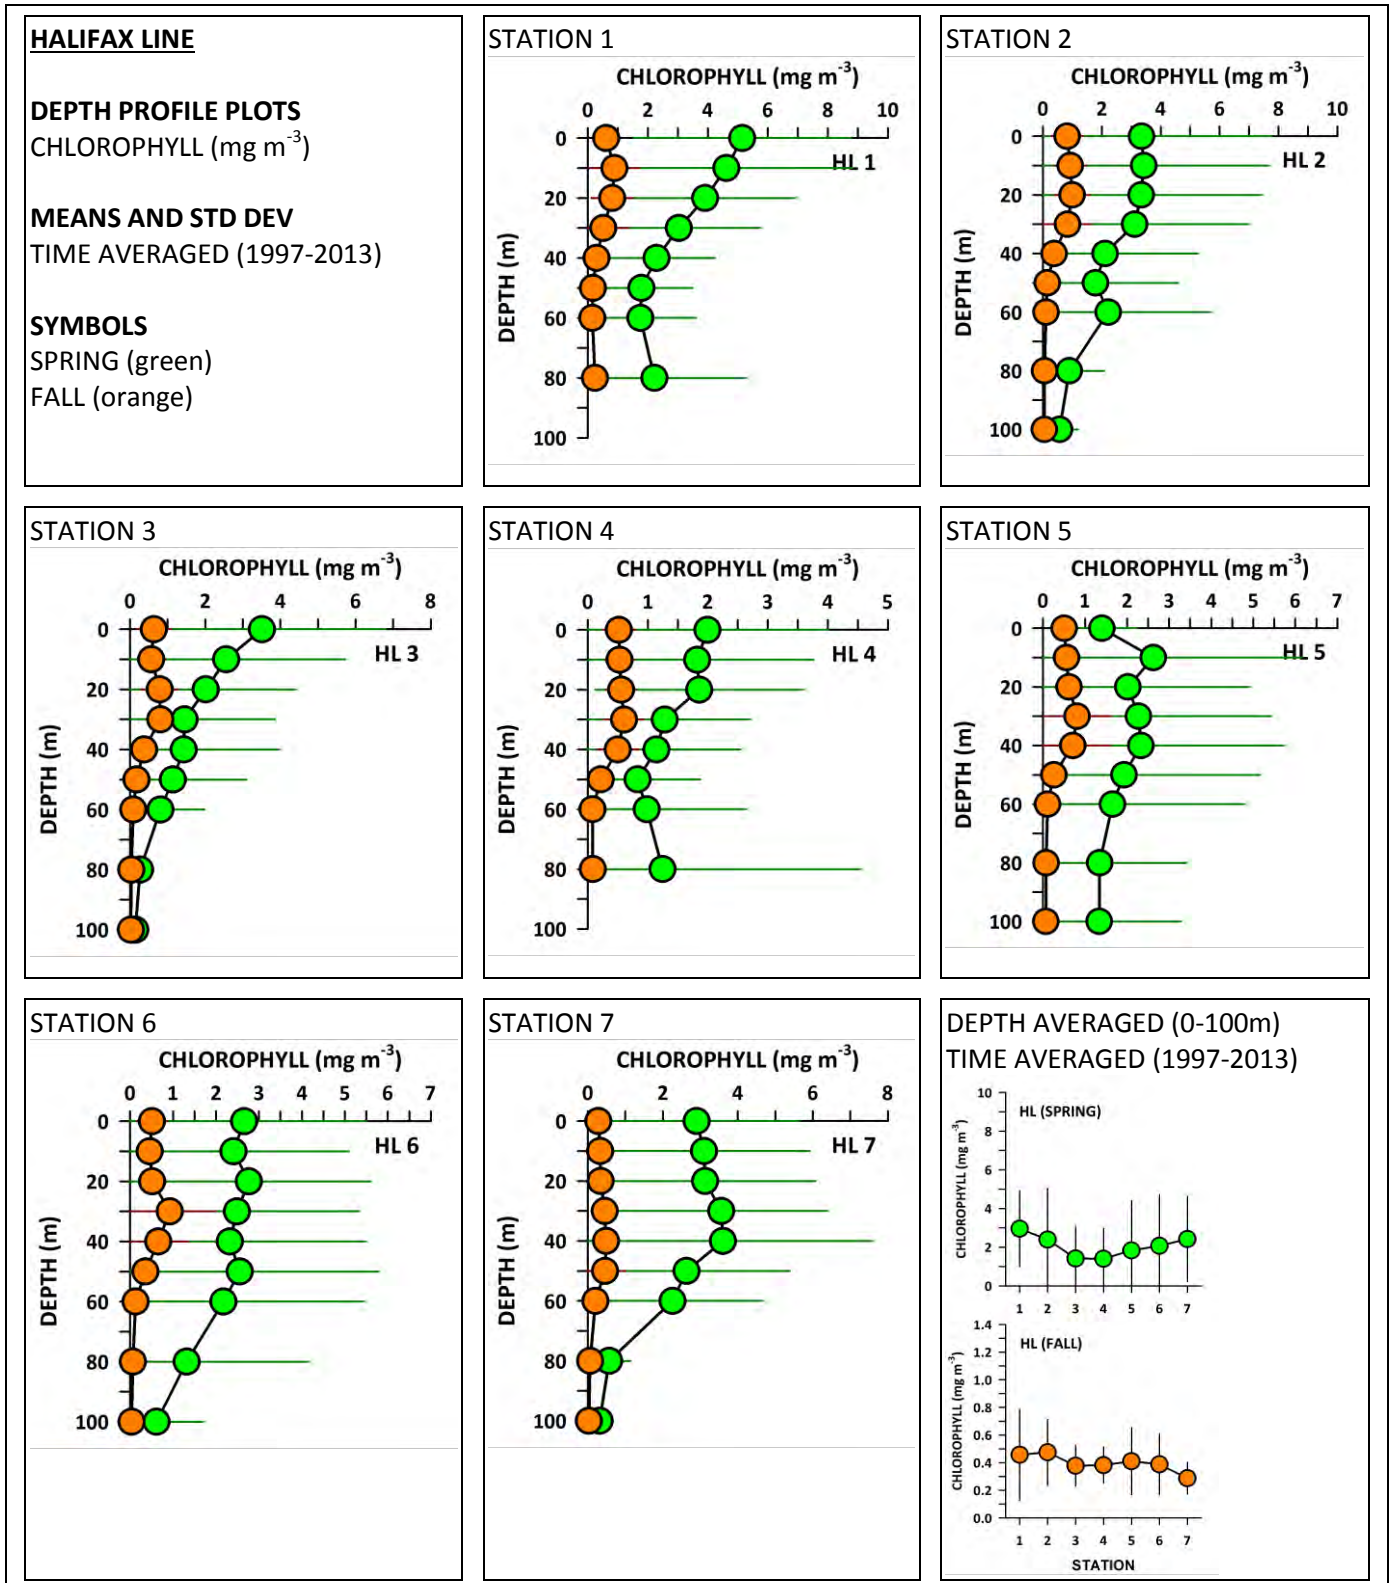 HALIFAX LINE
DEPTH PROFILE PLOTS
CHLOROPHYLL (mg m-3)
MEANS AND STD DEV
TIME AVERAGED (1997-2013)
SYMBOLS
SPRING (green)
FALL (orange)
STATION 1
CHLOROPHYLL (mg m-3)
0 2 4 6 8 10
HL 1
DEPTH (m)
0
20
40
60
80
100
STATION 2
CHLOROPHYLL (mg m-3)
0 2 4 6 8 10
HL 2
DEPTH (m)
0
20
40
60
80
100
STATION 3
CHLOROPHYLL (mg m-3)
0 2 4 6 8
HL 3
DEPTH (m)
0
20
40
60
80
100
STATION 4
CHLOROPHYLL (mg m-3)
0 1 2 3 4 5
HL 4
DEPTH (m)
0
20
40
60
80
100
STATION 5
CHLOROPHYLL (mg m-3)
0 1 2 3 4 5 6 7
HL 5
DEPTH (m)
0
20
40
60
80
100
STATION 6
CHLOROPHYLL (mg m-3)
0 1 2 3 4 5 6 7
HL 6
DEPTH (m)
0
20
40
60
80
100
STATION 7
CHLOROPHYLL (mg m-3)
0 2 4 6 8
HL 7
DEPTH (m)
0
20
40
60
80
100
DEPTH AVERAGED (0-100m)
TIME AVERAGED (1997-2013)
HL (SPRING)
CHLOROPHYLL (mg m-3)
10
8
6
4
2
0
1 2 3 4 5 6 7
HL (FALL)
CHLOROPHYLL (mg m-3)
1.4
1.2
1.0
0.8
0.6
0.4
0.2
0.0
1 2 3 4 5 6 7
STATION